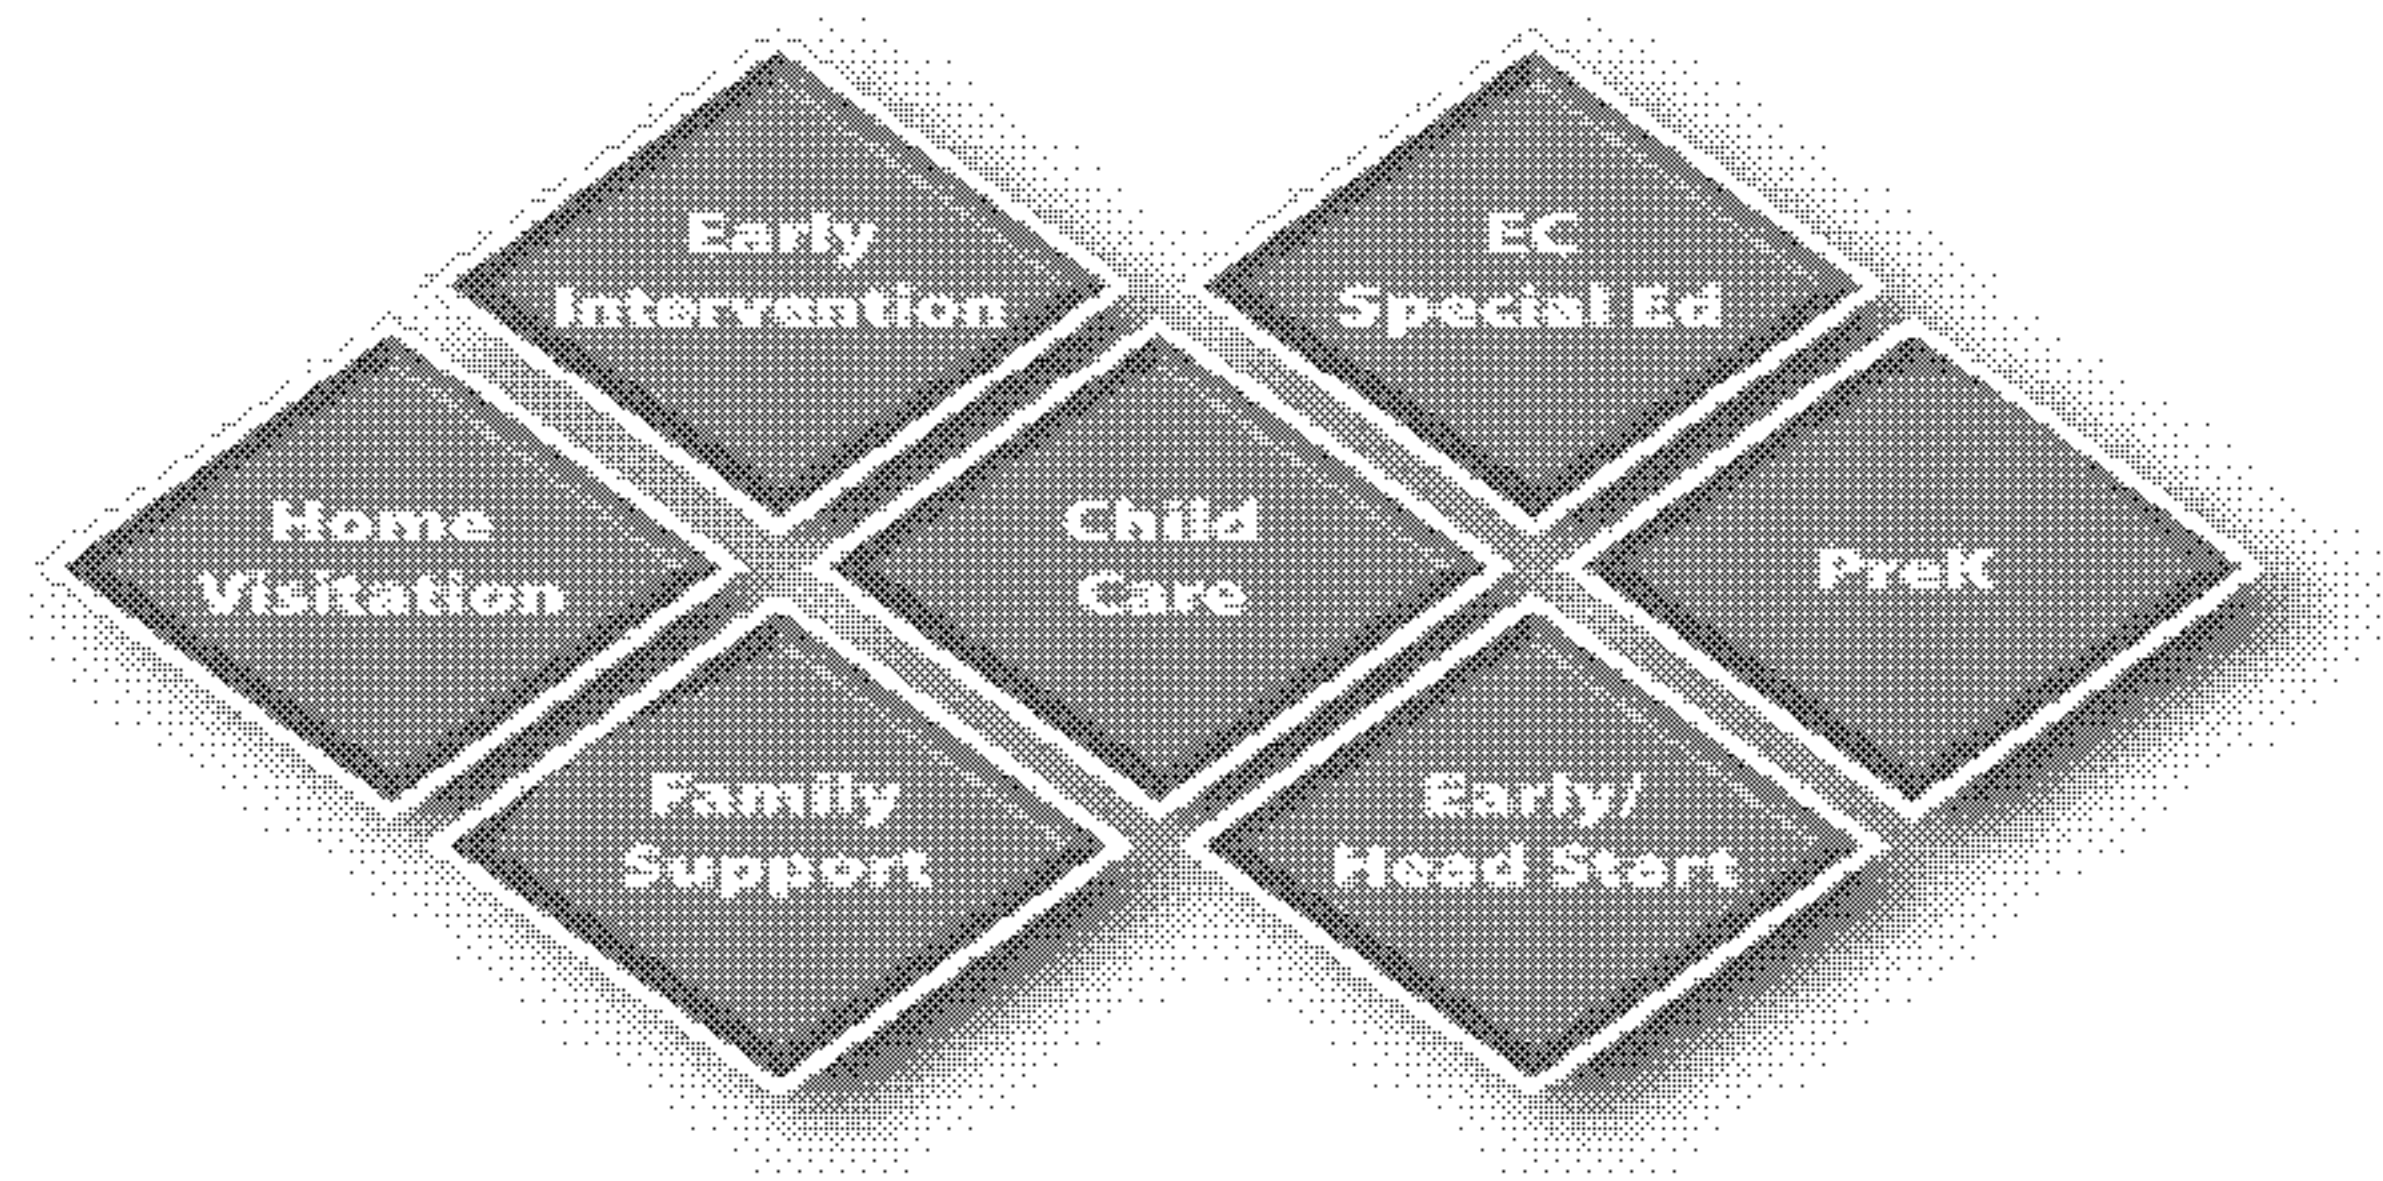 Early
Intervention
EC
Special Ed
Home
Visitation
Child
Care
PreK
Family
Support
Early/
Head Start